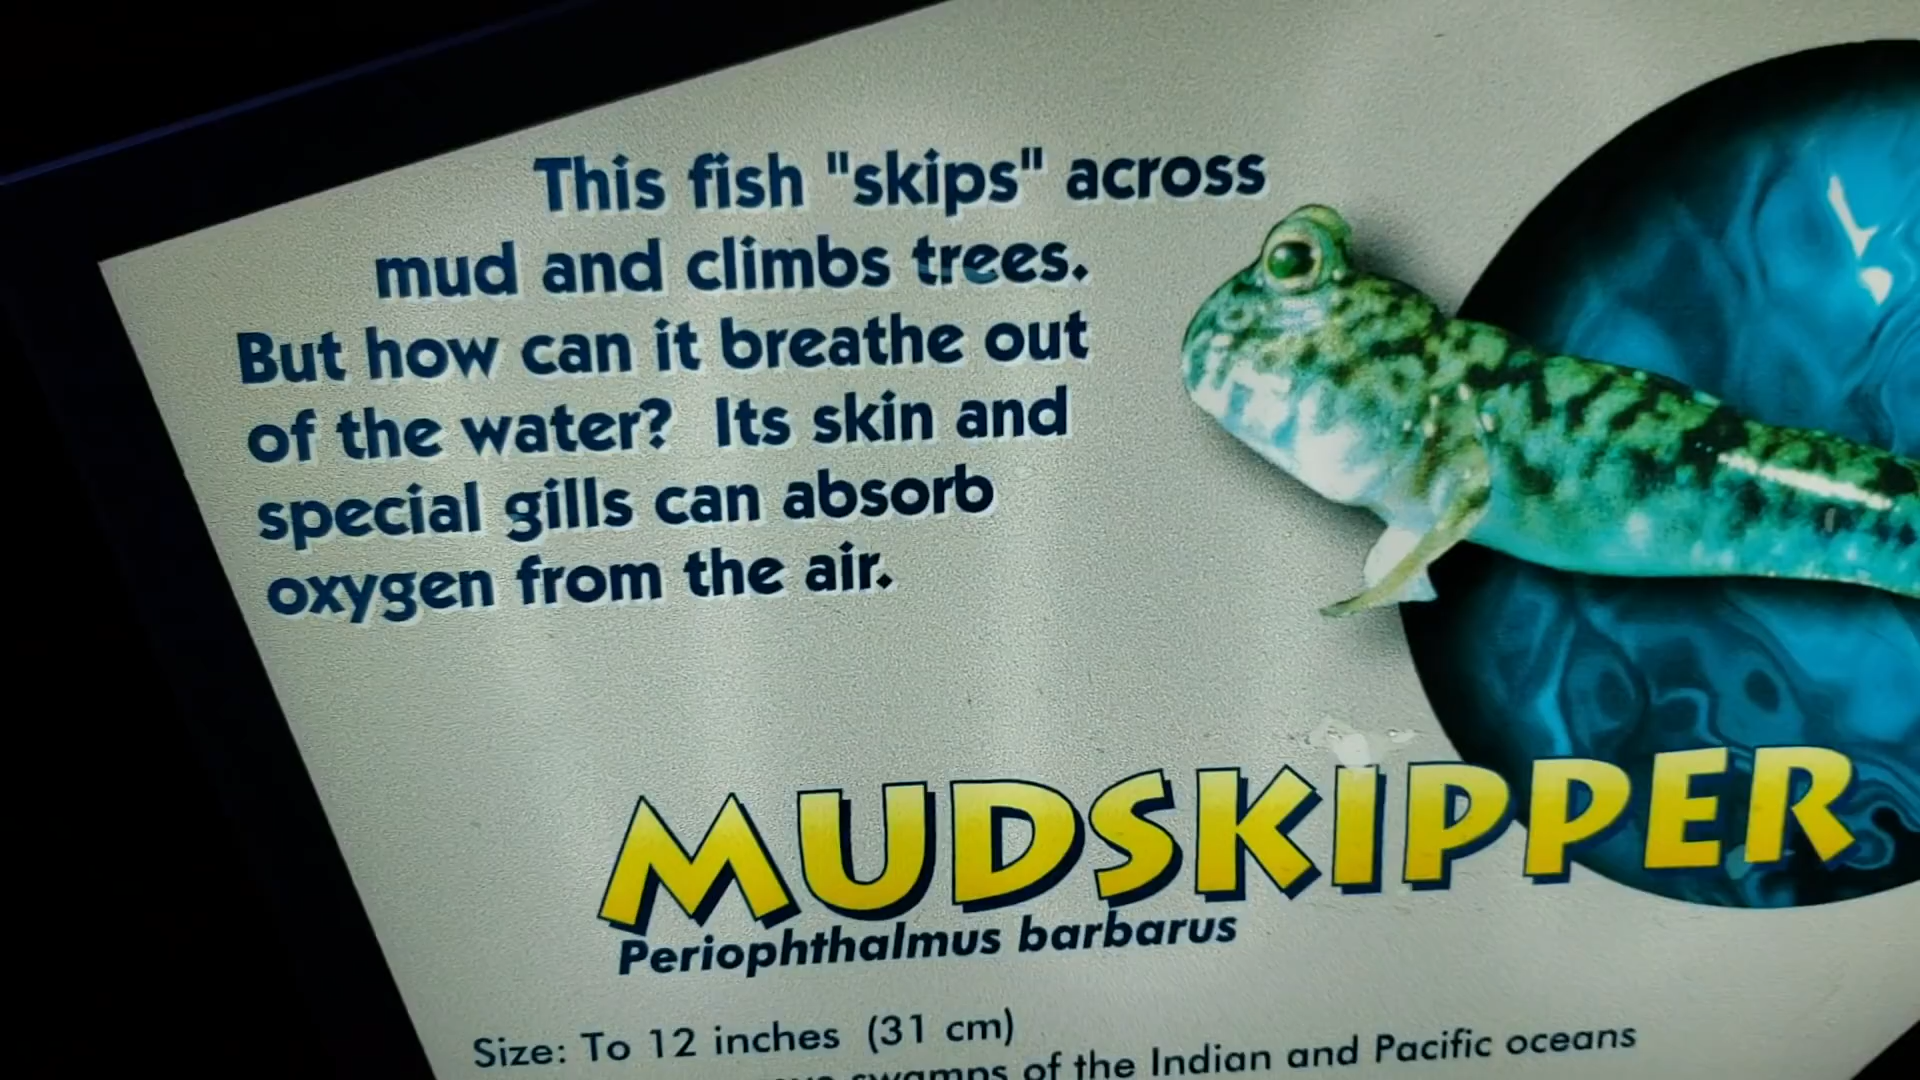 This fish "skips" across
mud and climbs trees.
But how can it breathe out
of the water? Its skin and
special gills can absorb
oxygen from the air.
MUDSKIPPER
Periophthalmus barbarus
Size: To 12 inches (31 cm)
swamps of the Indian and Pacific oceans